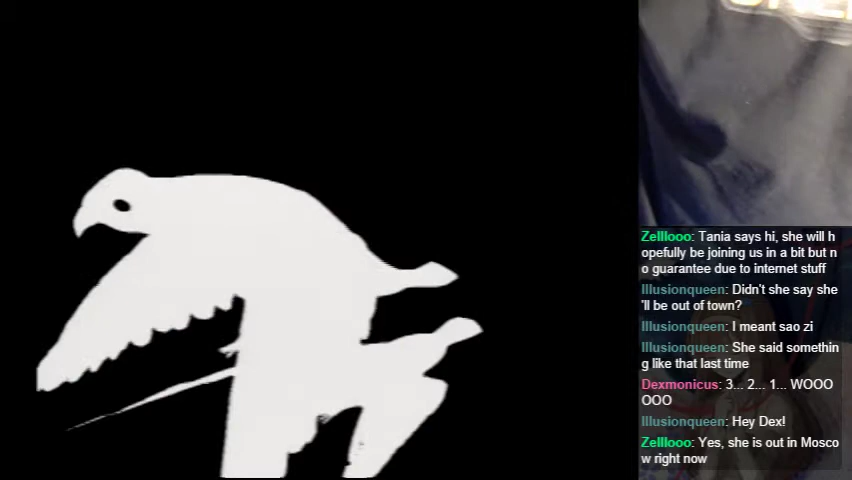 Zelllooo: Tania says hi, she will h
opefully be joining us in a bit but n
o guarantee due to internet stuff
Illusionqueen: Didn't she say she
'll be out of town?
Illusionqueen: I meant sao zi
Illusionqueen: She said somethin
g like that last time
Dexmonicus: 3... 2... 1... WOOO
OOO
Illusionqueen: Hey Dex!
Zelllooo: Yes, she is out in Mosco
w right now